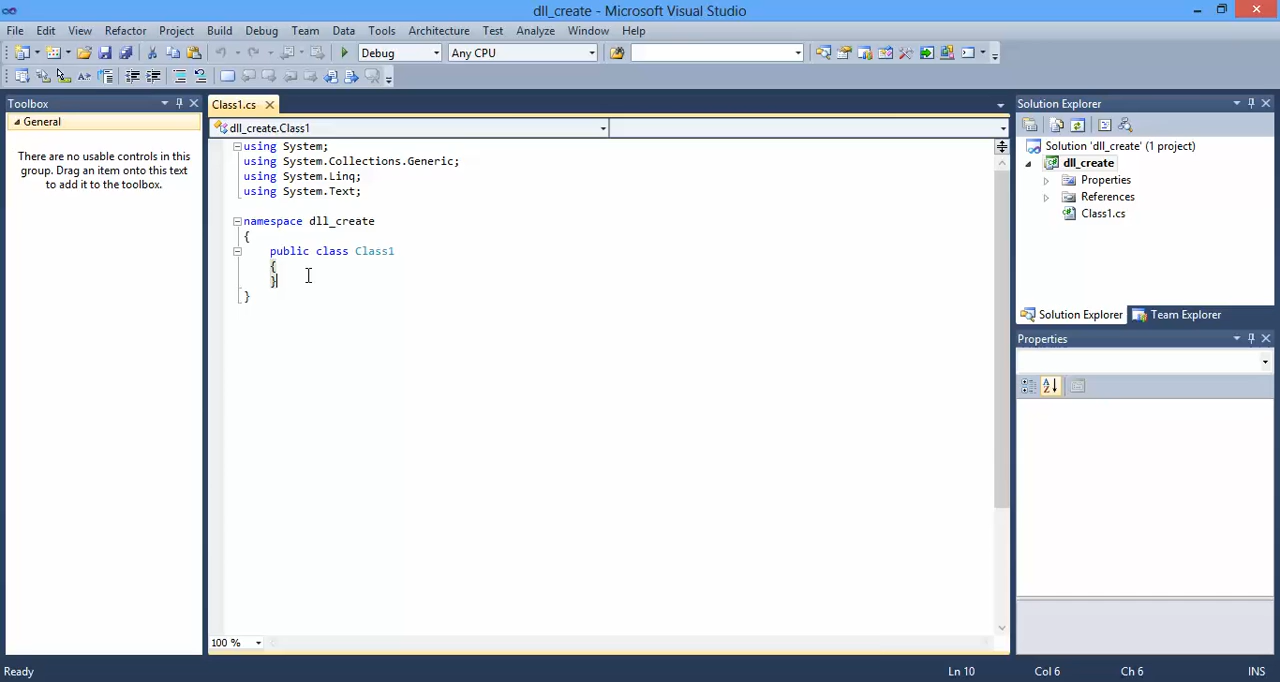 dll_create - Microsoft Visual Studio
File Edit View Refactor Project Build Debug Team Data Tools Architecture Test Analyze Window Help
Debug Any CPU
Toolbox
General
There are no usable controls in this
group. Drag an item onto this text
to add it to the toolbox.
Class1.cs
dll_create.Class1
using System;
using System.Collections.Generic;
using System.Linq;
using System.Text;
namespace dll_create
{
public class Class1
{
}
}
100 %
Solution Explorer
Solution 'dll_create' (1 project)
dll_create
Properties
References
Class1.cs
Solution Explorer Team Explorer
Properties
Ready Ln 10 Col 6 Ch 6 INS